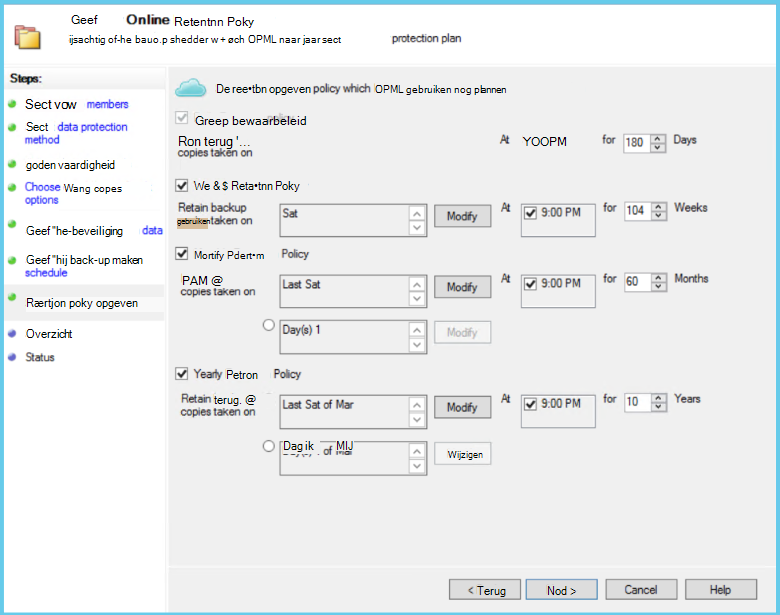 Geef Online Retentnn Poky
ijsachtig of-he bauo.p shedder w + øch OPML naar jaar sect protection plan
Steps:
Sect vow members
Sect data protection
method
goden vaardigheid
Choose Wang copes
options
Geef "he-beveiliging data
Geef "hij back-up maken
schedule
Rærtjon poky opgeven
Overzicht
Status
De ree•tbn opgeven policy which OPML gebruiken nog plannen
Greep bewaarbeleid
Ron terug '...
copies taken on
At YOOPM for 180 Days
We &$ Reta•tnn Poky
Retain backup
gebruiken taken on
Sat
Modify
At 9:00 PM for 104 Weeks
Mortify Pdert•m Policy
PAM @
copies taken on
Last Sat
Modify
At 9:00 PM for 60 Months
Day(s) 1
Modify
Yearly Petron Policy
Retain terug. @
copies taken on
Last Sat of Mar
Modify
At 9:00 PM for 10 Years
Dag ik MIJ
of
Wijzigen
< Terug Nod > Cancel Help